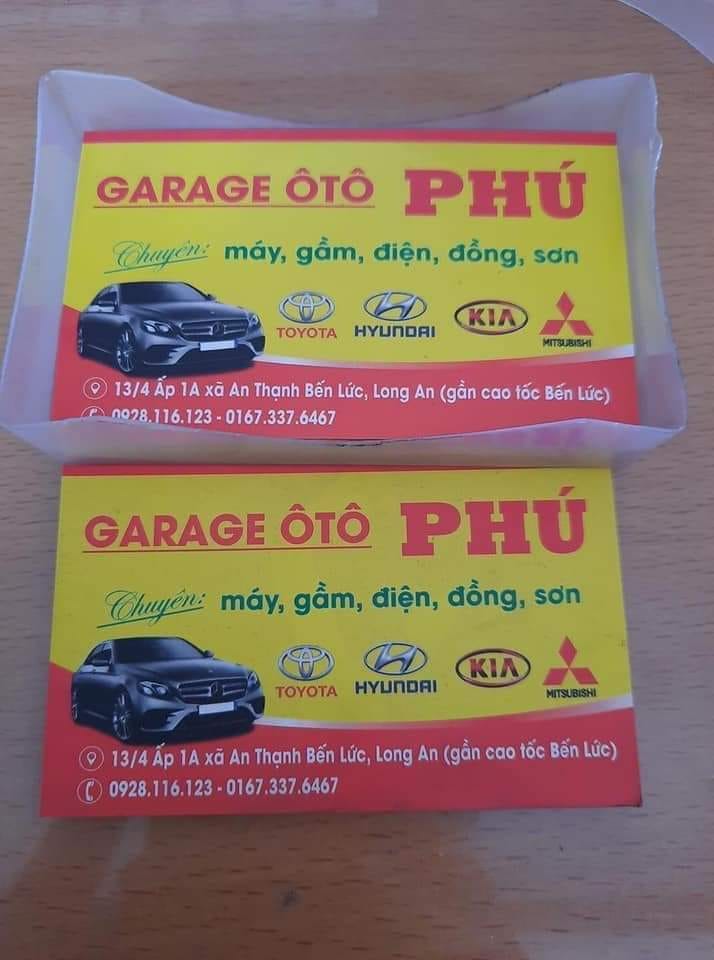 GARAGE ÔTÔ PHÚ
Chuyên: máy, gầm, điện, đồng, sơn
TOYOTA HYUNDAI KIA MITSUBISHI
13/4 Ấp 1A xã An Thạnh Bến Lức, Long An (gần cao tốc Bến Lức)
0928.116.123 - 0167.337.6467
GARAGE ÔTÔ PHÚ
Chuyên: máy, gầm, điện, đồng, sơn
TOYOTA HYUNDAI KIA MITSUBISHI
13/4 Ấp 1A xã An Thạnh Bến Lức, Long An (gần cao tốc Bến Lức)
0928.116.123 - 0167.337.6467